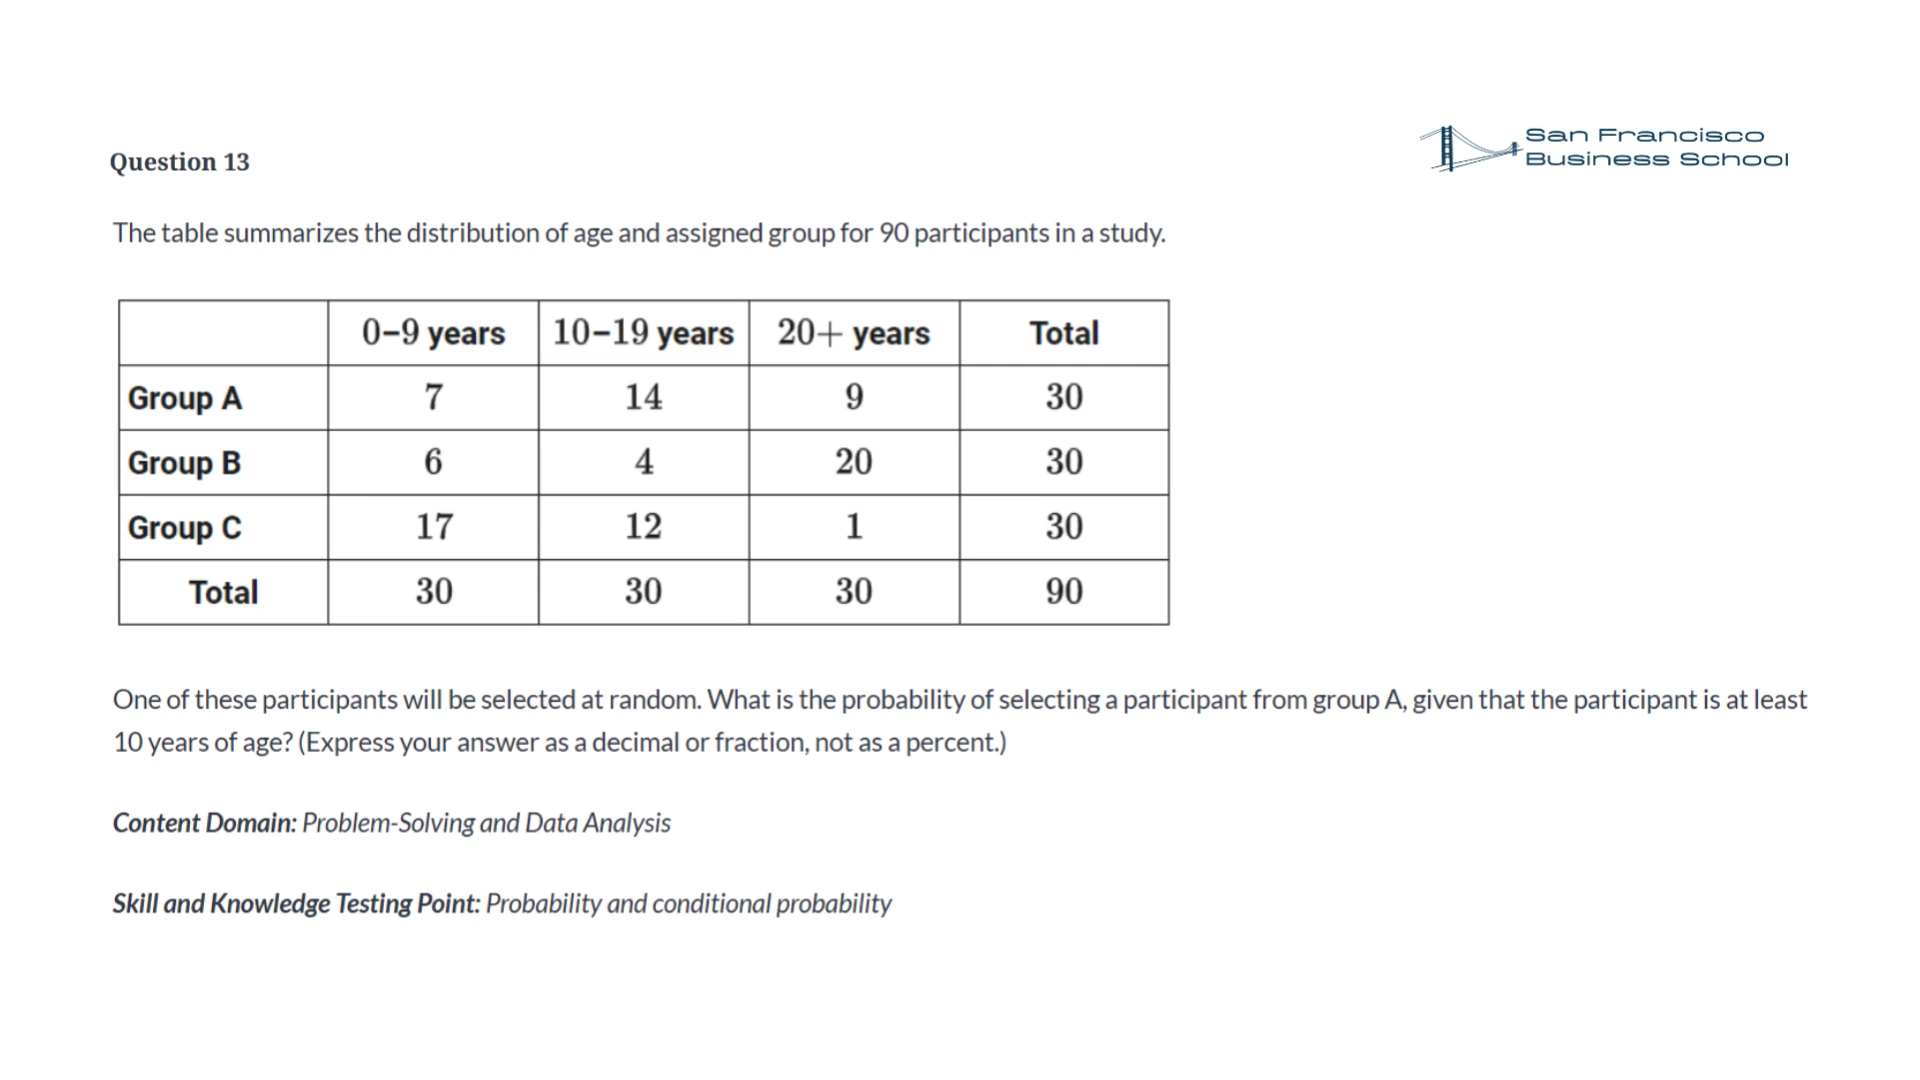 San Francisco
Business School
Question 13
The table summarizes the distribution of age and assigned group for 90 participants in a study.
0–9 years 10–19 years 20+ years Total
Group A 7 14 9 30
Group B 6 4 20 30
Group C 17 12 1 30
Total 30 30 30 90
One of these participants will be selected at random. What is the probability of selecting a participant from group A, given that the participant is at least
10 years of age? (Express your answer as a decimal or fraction, not as a percent.)
Content Domain: Problem-Solving and Data Analysis
Skill and Knowledge Testing Point: Probability and conditional probability